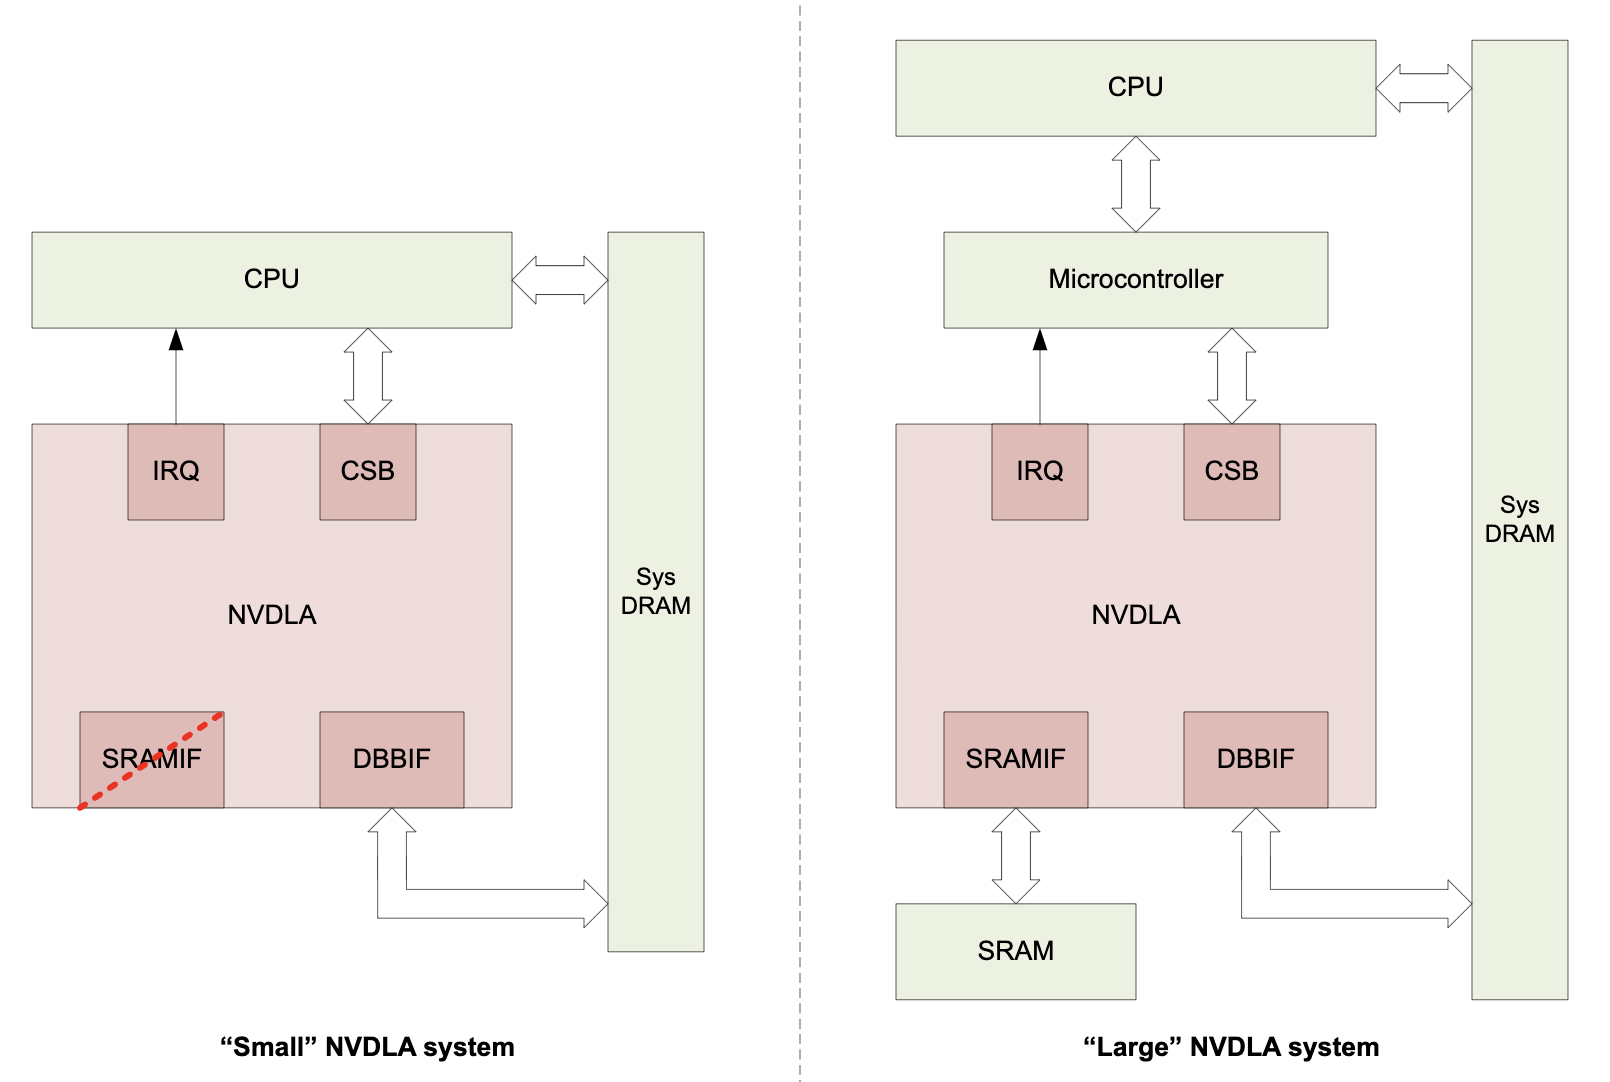 CPU
IRQ
CSB
NVDLA
SRAMIF
DBBIF
Sys
DRAM
“Small” NVDLA system
CPU
Microcontroller
IRQ
CSB
NVDLA
SRAMIF
DBBIF
SRAM
Sys
DRAM
“Large” NVDLA system